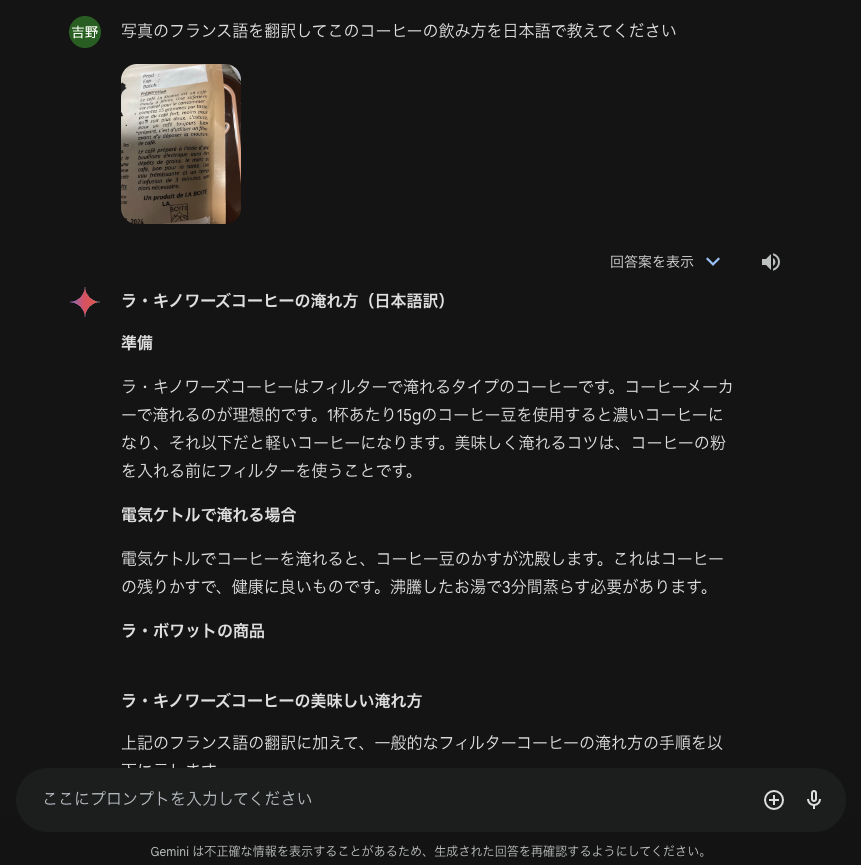 吉野
写真のフランス語を翻訳してこのコーヒーの飲み方を日本語で教えてください
Prod :
Exp :
Batch :
Préparation
Un produit de LA BOITE
LA
BOITE
2024
回答案を表示
ラ・キノワーズコーヒーの淹れ方（日本語訳）
準備
ラ・キノワーズコーヒーはフィルターで淹れるタイプのコーヒーです。コーヒーメーカ
ーで淹れるのが理想的です。1杯あたり15gのコーヒー豆を使用すると濃いコーヒーに
なり、それ以下だと軽いコーヒーになります。美味しく淹れるコツは、コーヒーの粉
を入れる前にフィルターを使うことです。
電気ケトルで淹れる場合
電気ケトルでコーヒーを淹れると、コーヒー豆のかすが沈殿します。これはコーヒー
の残りかすで、健康に良いものです。沸騰したお湯で3分間蒸らす必要があります。
ラ・ボワットの商品
ラ・キノワーズコーヒーの美味しい淹れ方
上記のフランス語の翻訳に加えて、一般的なフィルターコーヒーの淹れ方の手順を以
下に示します
ここにプロンプトを入力してください
Gemini は不正確な情報を表示することがあるため、生成された回答を再確認するようにしてください。